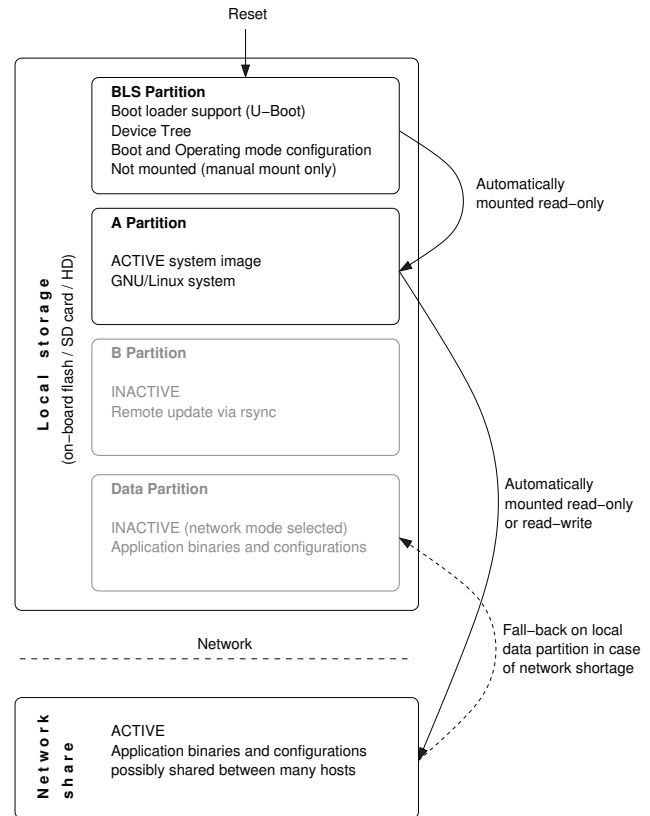 Reset
BLS Partition
Boot loader support (U−Boot)
Device Tree
Boot and Operating mode configuration
Not mounted (manual mount only)
Automatically
mounted read−only
A Partition
ACTIVE system image
GNU/Linux system
Local storage
(on−board flash / SD card / HD)
B Partition
INACTIVE
Remote update via rsync
Data Partition
INACTIVE (network mode selected)
Application binaries and configurations
Automatically
mounted read−only
or read−write
Fall−back on local
data partition in case
of network shortage
Network
Network
share
ACTIVE
Application binaries and configurations
possibly shared between many hosts